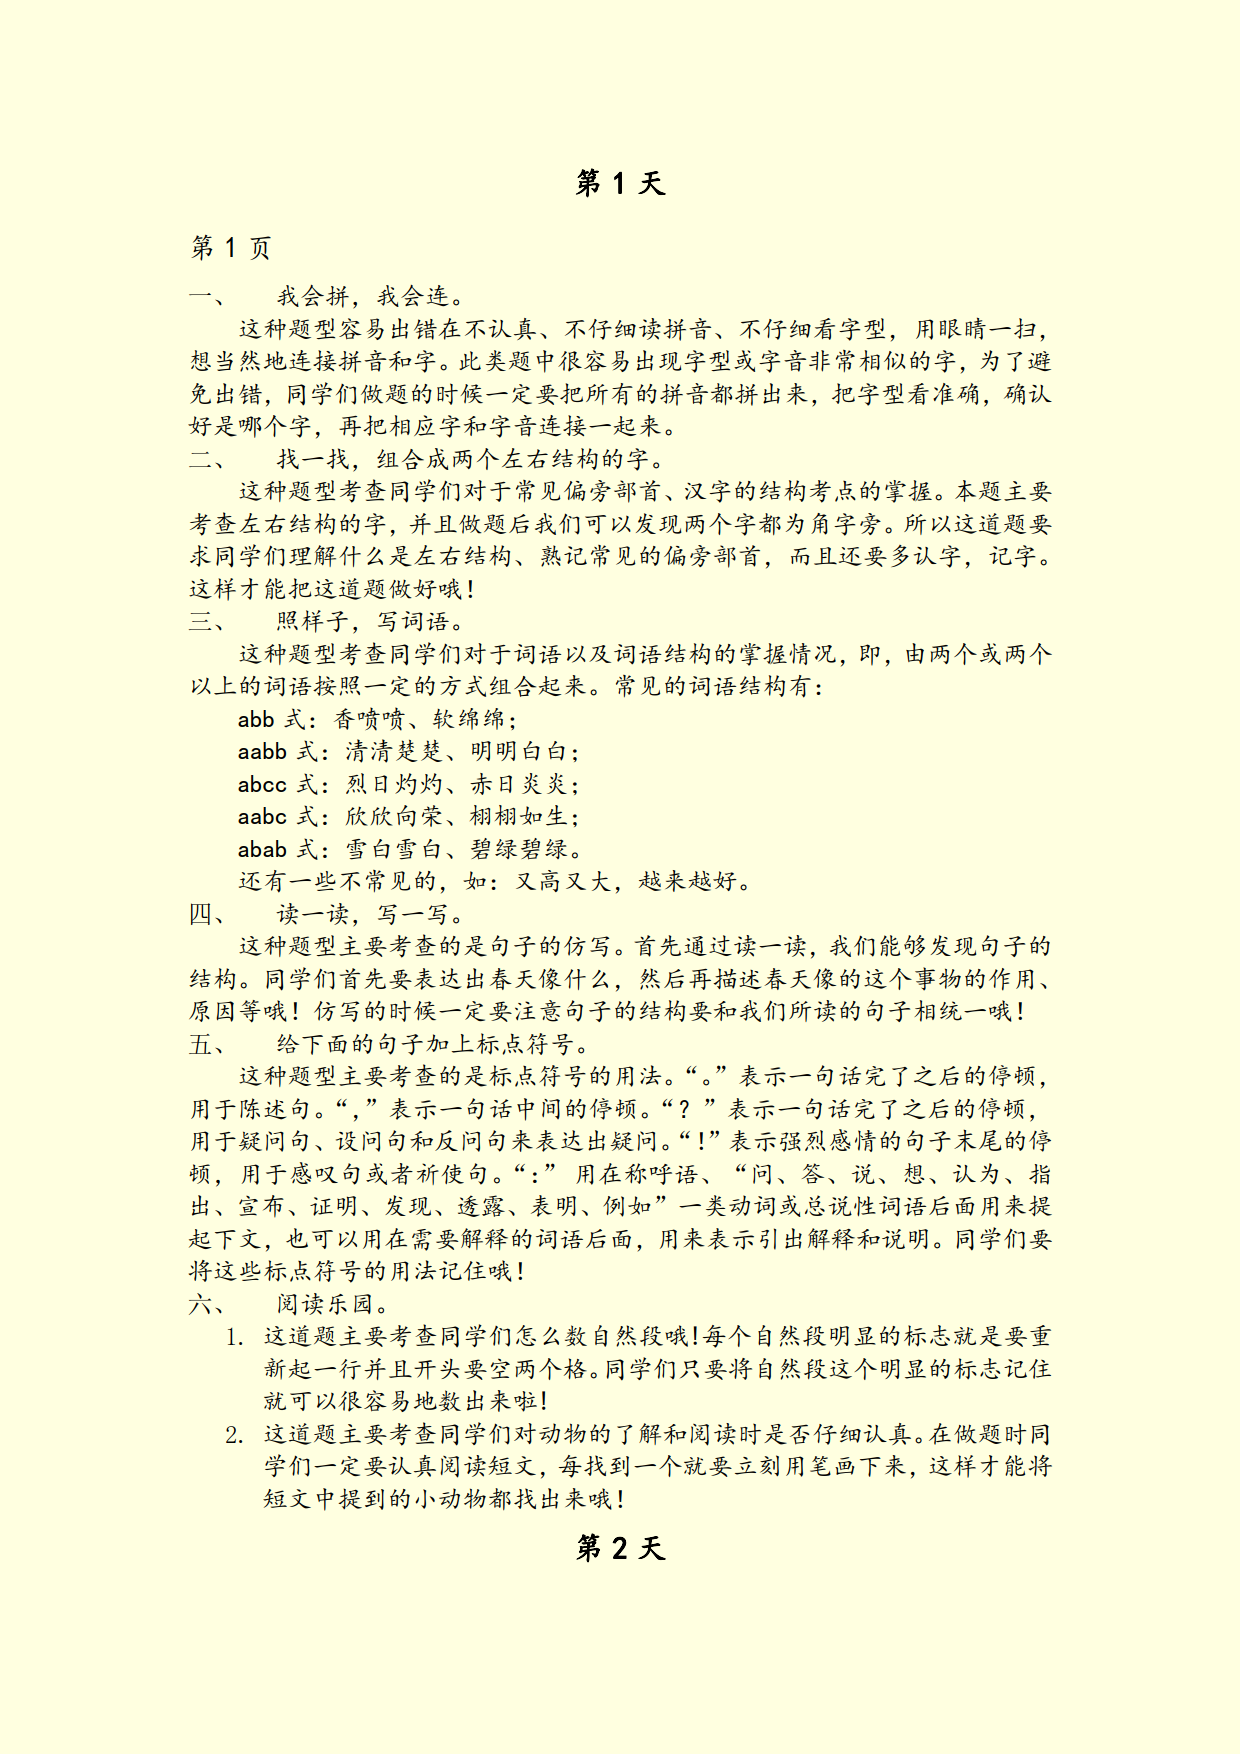 第 1 天
第 1 页
一、 我会拼，我会连。
这种题型容易出错在不认真、不仔细读拼音、不仔细看字型，用眼睛一扫，
想当然地连接拼音和字。此类题中很容易出现字型或字音非常相似的字，为了避
免出错，同学们做题的时候一定要把所有的拼音都拼出来，把字型看准确，确认
好是哪个字，再把相应字和字音连接一起来。
二、 找一找，组合成两个左右结构的字。
这种题型考查同学们对于常见偏旁部首、汉字的结构考点的掌握。本题主要
考查左右结构的字，并且做题后我们可以发现两个字都为角字旁。所以这道题要
求同学们理解什么是左右结构、熟记常见的偏旁部首，而且还要多认字，记字。
这样才能把这道题做好哦！
三、 照样子，写词语。
这种题型考查同学们对于词语以及词语结构的掌握情况，即，由两个或两个
以上的词语按照一定的方式组合起来。常见的词语结构有：
abb 式：香喷喷、软绵绵；
aabb 式：清清楚楚、明明白白；
abcc 式：烈日灼灼、赤日炎炎；
aabc 式：欣欣向荣、栩栩如生；
abab 式：雪白雪白、碧绿碧绿。
还有一些不常见的，如：又高又大，越来越好。
四、 读一读，写一写。
这种题型主要考查的是句子的仿写。首先通过读一读，我们能够发现句子的
结构。同学们首先要表达出春天像什么，然后再描述春天像的这个事物的作用、
原因等哦！仿写的时候一定要注意句子的结构要和我们所读的句子相统一哦！
五、 给下面的句子加上标点符号。
这种题型主要考查的是标点符号的用法。“。”表示一句话完了之后的停顿，
用于陈述句。“，”表示一句话中间的停顿。“？”表示一句话完了之后的停顿，
用于疑问句、设问句和反问句来表达出疑问。“！”表示强烈感情的句子末尾的停
顿，用于感叹句或者祈使句。“：” 用在称呼语、“问、答、说、想、认为、指
出、宣布、证明、发现、透露、表明、例如”一类动词或总说性词语后面用来提
起下文，也可以用在需要解释的词语后面，用来表示引出解释和说明。同学们要
将这些标点符号的用法记住哦！
六、 阅读乐园。
1. 这道题主要考查同学们怎么数自然段哦！每个自然段明显的标志就是要重
新起一行并且开头要空两个格。同学们只要将自然段这个明显的标志记住
就可以很容易地数出来啦！
2. 这道题主要考查同学们对动物的了解和阅读时是否仔细认真。在做题时同
学们一定要认真阅读短文，每找到一个就要立刻用笔画下来，这样才能将
短文中提到的小动物都找出来哦！
第 2 天